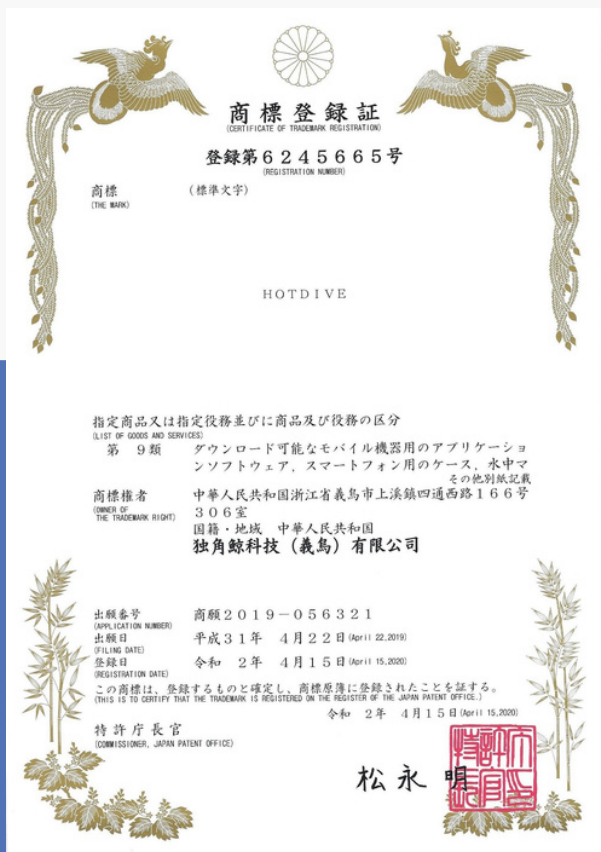 商標登録証
(CERTIFICATE OF TRADEMARK REGISTRATION)
登録第6245665号
(REGISTRATION NUMBER)
商標 (標準文字)
(THE MARK)
HOTDIVE
指定商品又は指定役務並びに商品及び役務の区分
(LIST OF GOODS AND SERVICES)
第 9類 ダウンロード可能なモバイル機器用のアプリケーショ
ンソフトウェア,スマートフォン用のケース,水中マ
その他別紙記載
商標権者 中華人民共和国浙江省義烏市上溪鎮四通西路166号
(OWNER OF THE TRADEMARK RIGHT) 306室
国籍・地域 中華人民共和国
独角鯨科技(義烏)有限公司
出願番号 商願2019-056321
(APPLICATION NUMBER)
出願日 平成31年 4月22日(April 22,2019)
(FILING DATE)
登録日 令和 2年 4月15日(April 15,2020)
(REGISTRATION DATE)
この商標は、登録するものと確定し、商標原簿に登録されたことを証する。
(THIS IS TO CERTIFY THAT THE TRADEMARK IS REGISTERED ON THE REGISTER OF THE JAPAN PATENT OFFICE.)
令和 2年 4月15日(April 15,2020)
特許庁長官
(COMMISSIONER, JAPAN PATENT OFFICE)
松永 明